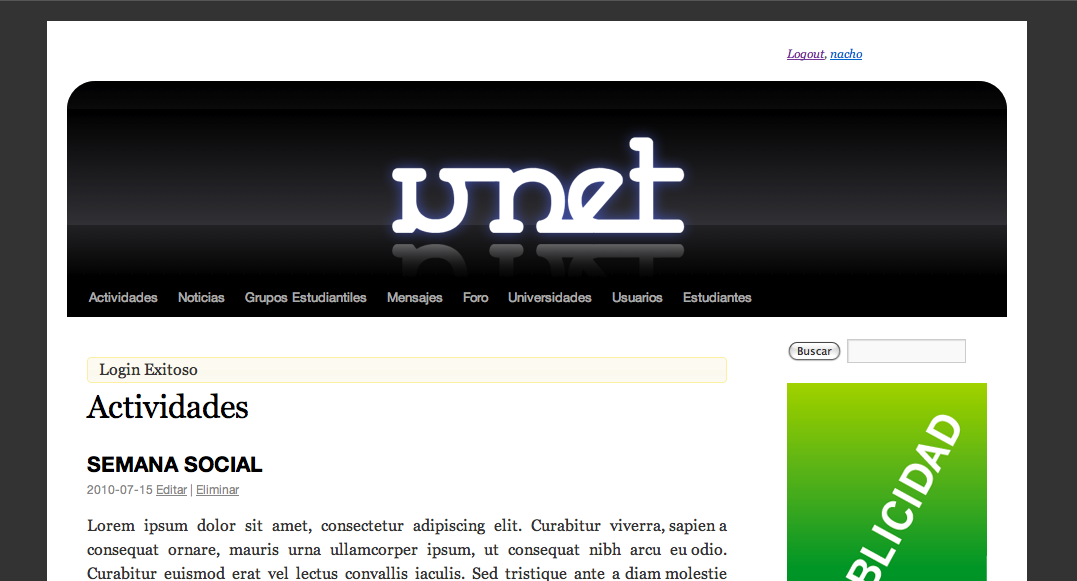 Logout, nacho
unet
Actividades Noticias Grupos Estudiantiles Mensajes Foro Universidades Usuarios Estudiantes
Buscar
Login Exitoso
Actividades
SEMANA SOCIAL
2010-07-15 Editar | Eliminar
Lorem ipsum dolor sit amet, consectetur adipiscing elit. Curabitur viverra, sapien a
consequat ornare, mauris urna ullamcorper ipsum, ut consequat nibh arcu eu odio.
Curabitur euismod erat vel lectus convallis iaculis. Sed tristique ante a diam molestie
BLICIDAD